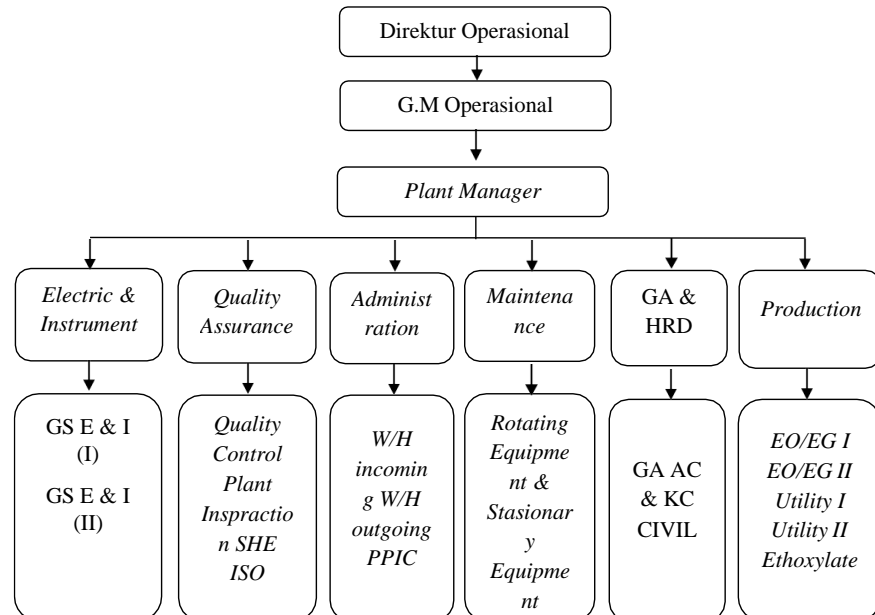 Direktur Operasional
G.M Operasional
Plant Manager
Electric &
Instrument
Quality
Assurance
Administ
ration
Maintena
nce
GA &
HRD
Production
GS E & I
(I)
GS E & I
(II)
Quality
Control
Plant
Inspractio
n SHE
ISO
W/H
incomin
g W/H
outgoing
PPIC
Rotating
Equipme
nt &
Stasionar
y
Equipme
nt
GA AC
& KC
CIVIL
EO/EG I
EO/EG II
Utility I
Utility II
Ethoxylate